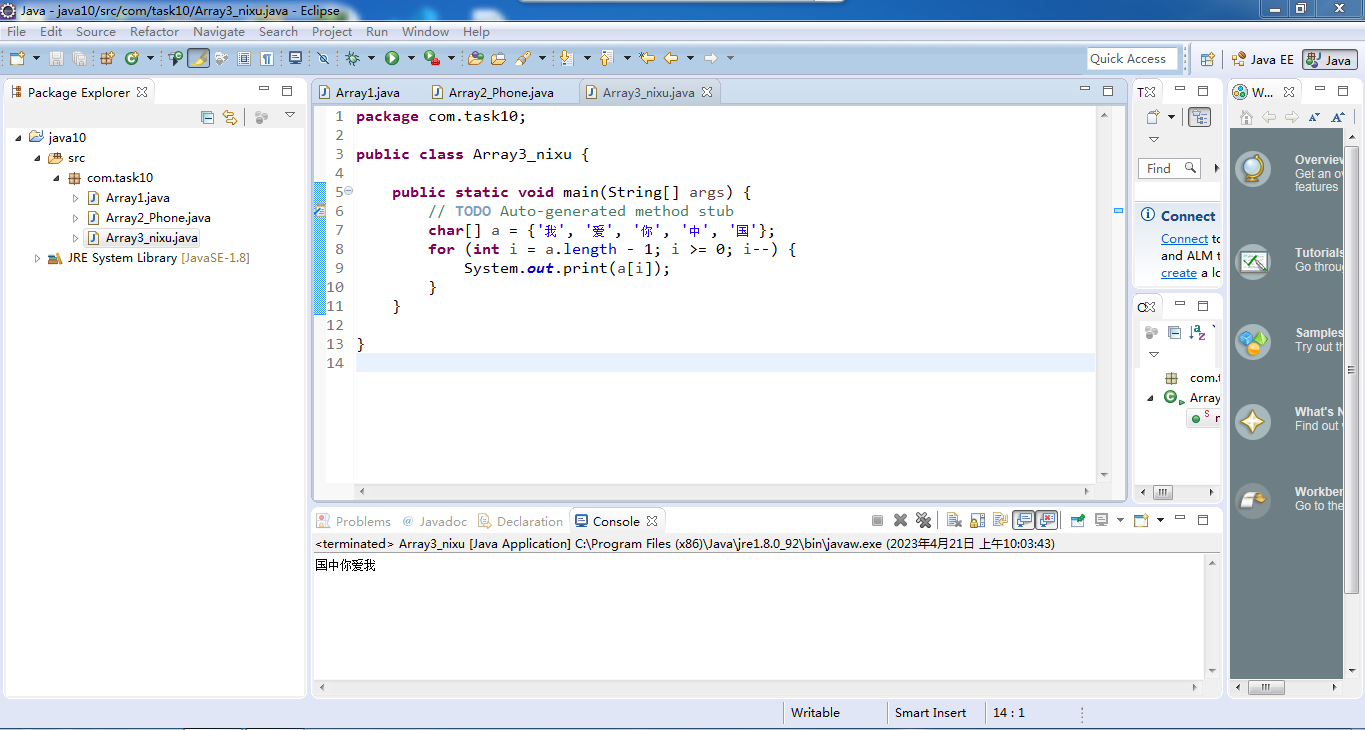 Java - java10/src/com/task10/Array3_nixu.java - Eclipse
File Edit Source Refactor Navigate Search Project Run Window Help
Quick Access
Java EE
Java
Package Explorer
java10
src
com.task10
Array1.java
Array2_Phone.java
Array3_nixu.java
JRE System Library [JavaSE-1.8]
Array1.java
Array2_Phone.java
Array3_nixu.java
1 package com.task10;
2
3 public class Array3_nixu {
4
5 public static void main(String[] args) {
6 // TODO Auto-generated method stub
7 char[] a = {'我', '爱', '你', '中', '国'};
8 for (int i = a.length - 1; i >= 0; i--) {
9 System.out.print(a[i]);
10 }
11 }
12
13 }
14
T
Find
Connect
Connect to
and ALM t
create a lo
com.t
Array
W...
Overview
Get an ov
features
Tutorials
Go throu
Samples
Try out th
What's N
Find out
Workben
Go to the
Problems
@ Javadoc
Declaration
Console
<terminated> Array3_nixu [Java Application] C:\Program Files (x86)\Java\jre1.8.0_92\bin\javaw.exe (2023年4月21日 上午10:03:43)
国中你爱我
Writable
Smart Insert
14 : 1